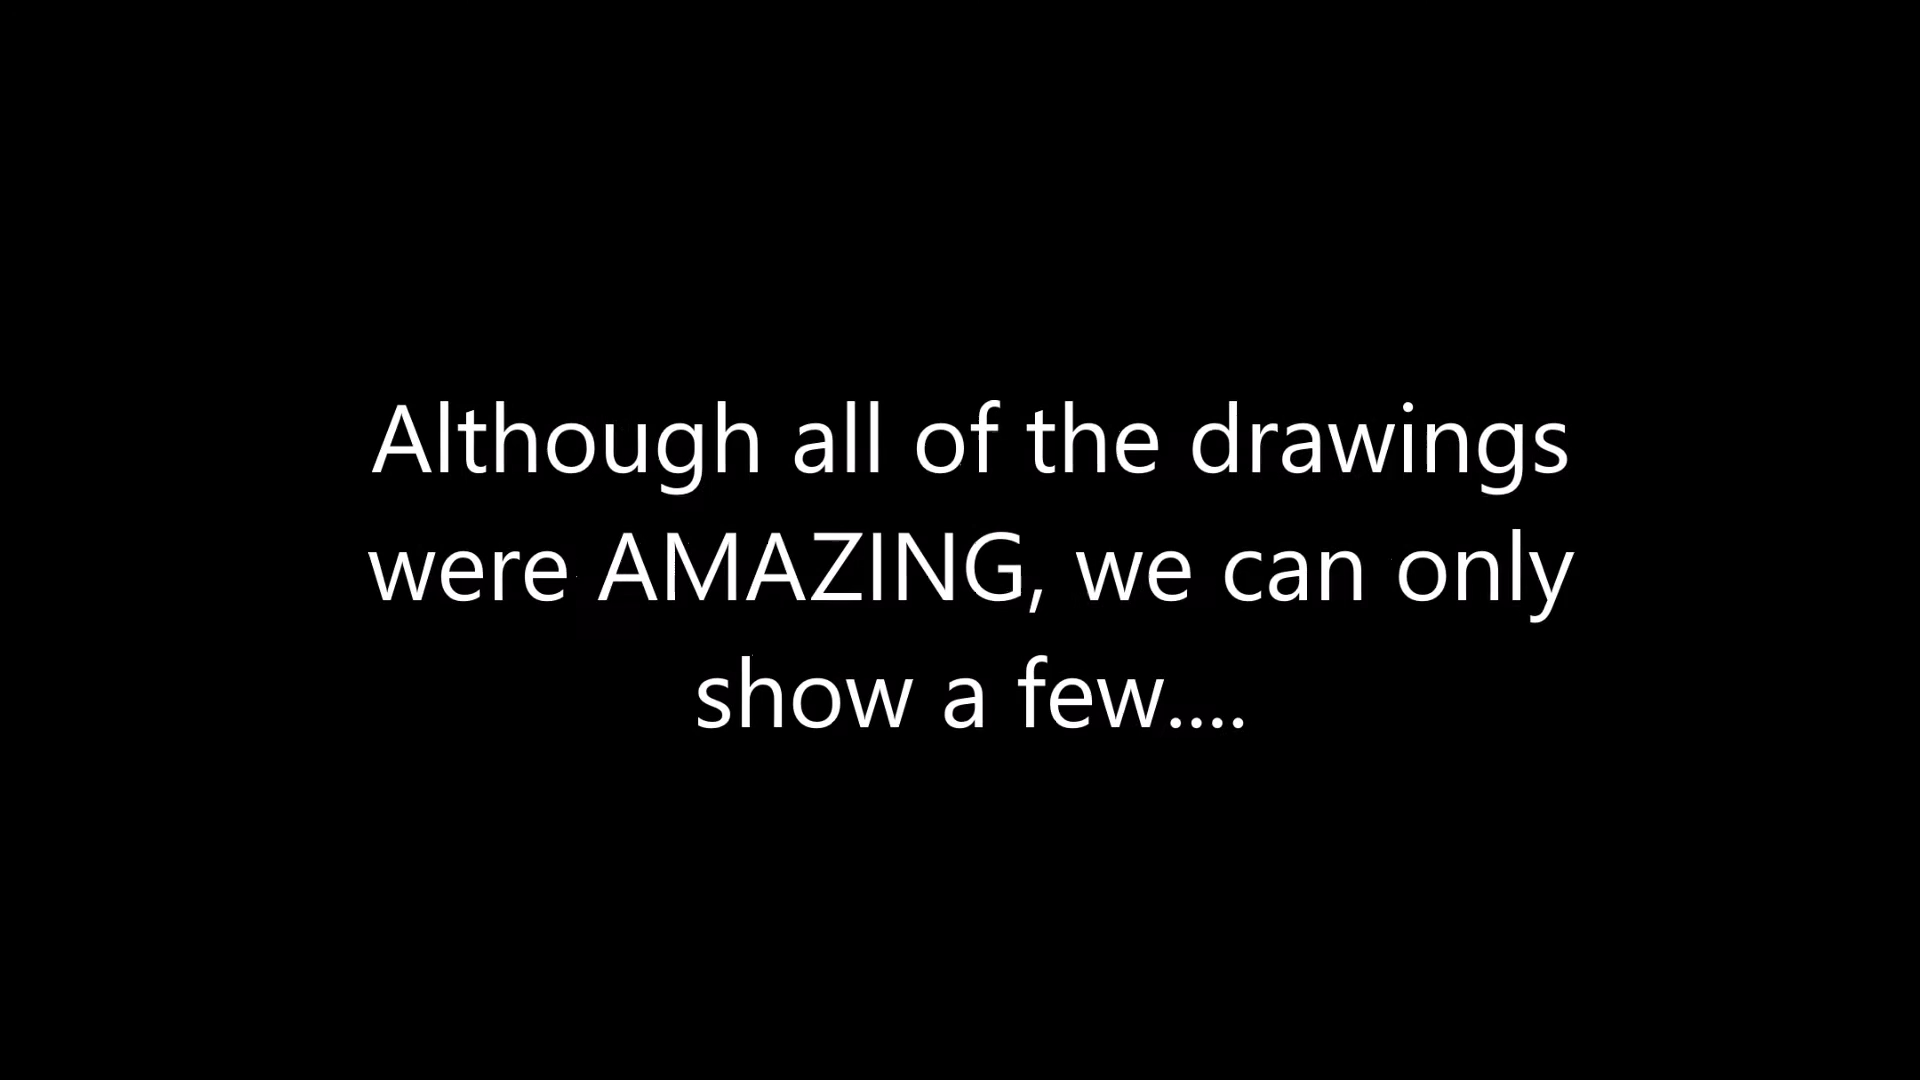 Although all of the drawings
were AMAZING, we can only
show a few....